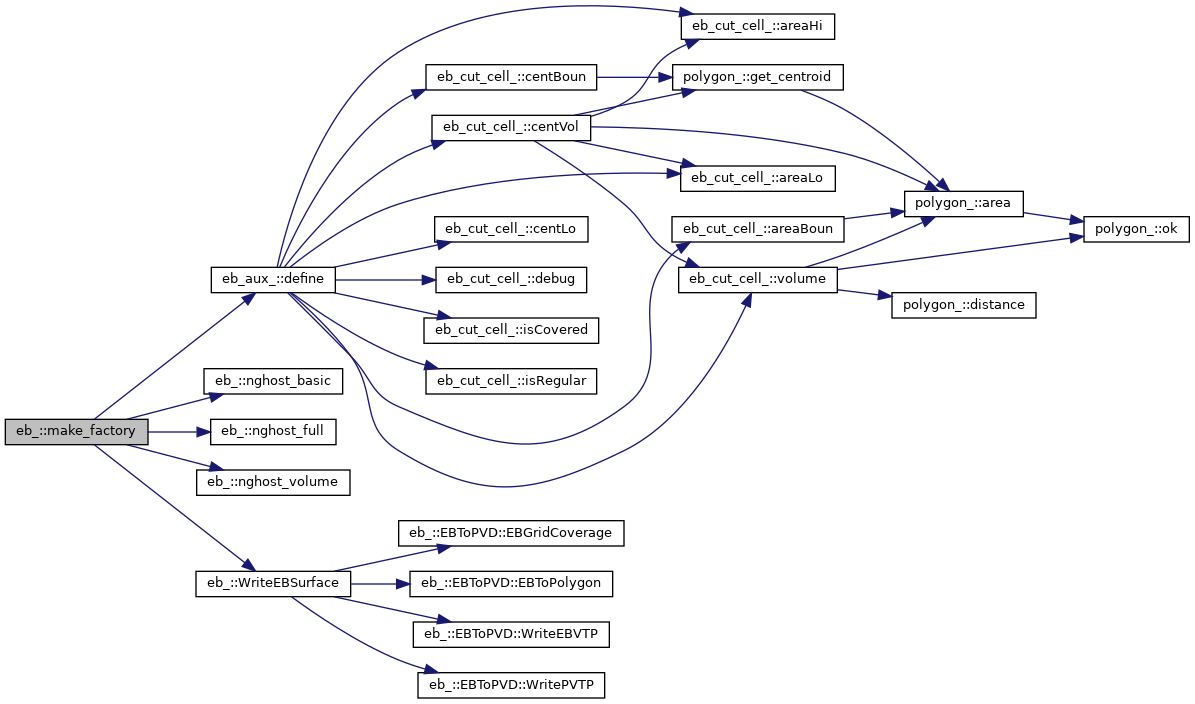 eb_cut_cell_::areaHi
eb_cut_cell_::centBoun
polygon_::get_centroid
eb_cut_cell_::centVol
eb_cut_cell_::areaLo
polygon_::area
eb_cut_cell_::centLo
eb_cut_cell_::areaBoun
polygon_::ok
eb_aux_::define
eb_cut_cell_::debug
eb_cut_cell_::volume
polygon_::distance
eb_cut_cell_::isCovered
eb_::nghost_basic
eb_cut_cell_::isRegular
eb_::make_factory
eb_::nghost_full
eb_::nghost_volume
eb_::EBToPVD::EBGridCoverage
eb_::WriteEBSurface
eb_::EBToPVD::EBToPolygon
eb_::EBToPVD::WriteEBVTP
eb_::EBToPVD::WritePVTP